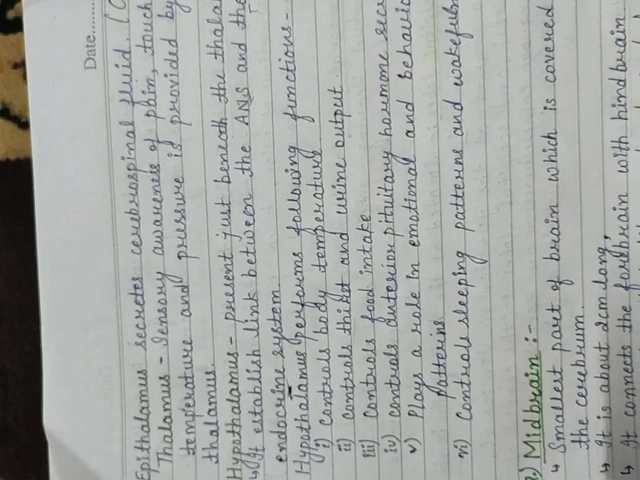 Date......
Epithalamus secretes cerebrospinal fluid. (C
Thalamus - Sensory awareness of pain, touch
temperature and pressure is provided by
thalamus.
Hypothalamus - present just beneath the thala
↳ It establish link between the ANS and the
endocrine system.
Hypothalamus performs following functions-
i) Controls body temperature
ii) controls thirst and urine output.
iii) controls food intake
iv) controls anterior pituitary hormone secr
v) Plays a role in emotional and behavio
patterns
vi) Controls sleeping patterns and wakefuln
Midbrain :-
↳ Smallest part of brain which is covered
the cerebrum.
↳ It is about 2cm long,
↳ It connects the forebrain with hindbrain